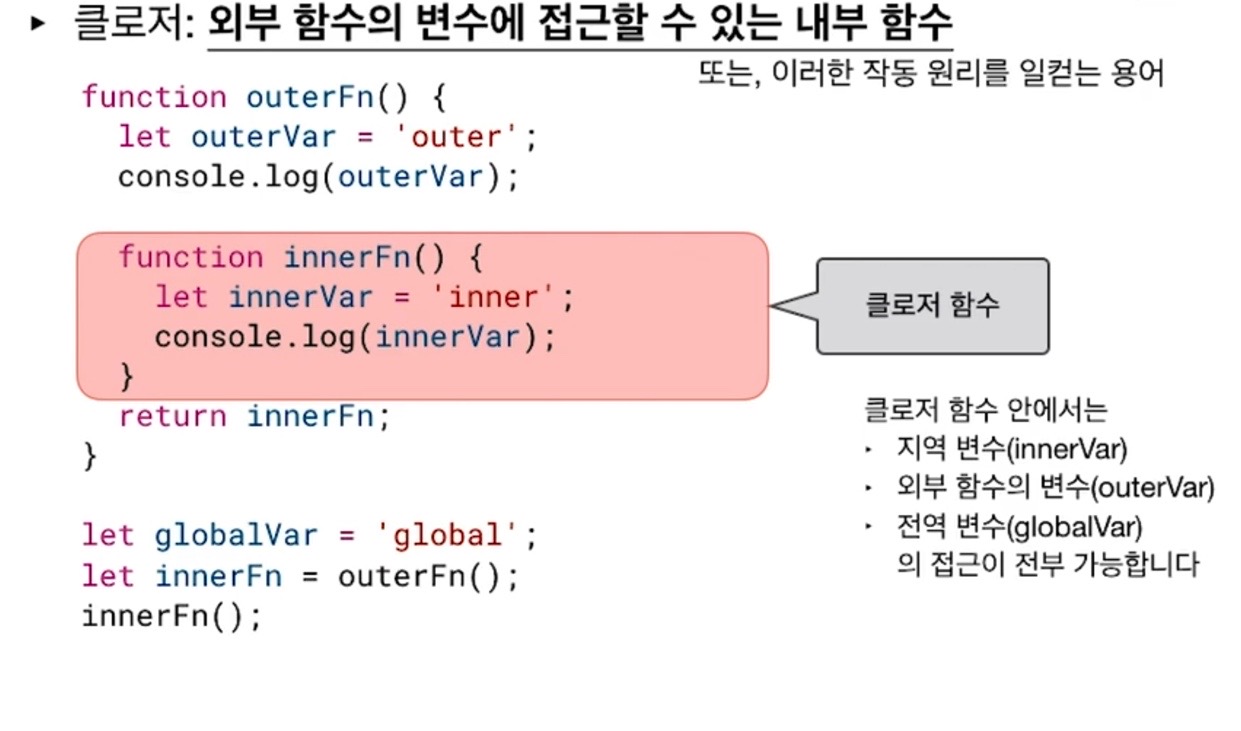 ▸ 클로저: 외부 함수의 변수에 접근할 수 있는 내부 함수
또는, 이러한 작동 원리를 일컫는 용어
function outerFn() {
  let outerVar = 'outer';
  console.log(outerVar);
  function innerFn() {
    let innerVar = 'inner';
    console.log(innerVar);
  }
  return innerFn;
}
let globalVar = 'global';
let innerFn = outerFn();
innerFn();
클로저 함수
클로저 함수 안에서는
‣ 지역 변수(innerVar)
‣ 외부 함수의 변수(outerVar)
‣ 전역 변수(globalVar)
의 접근이 전부 가능합니다